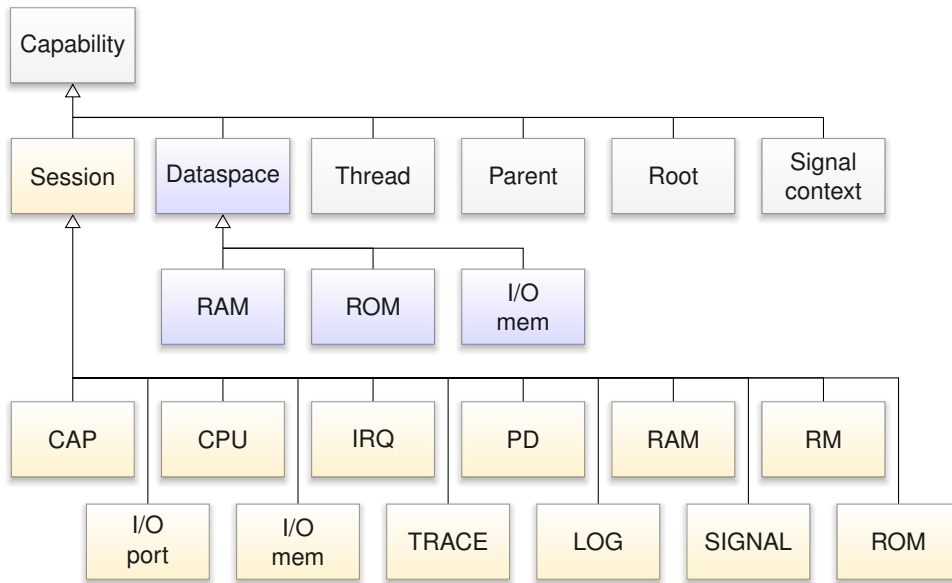 Capability
Session
Dataspace
Thread
Parent
Root
Signal
context
RAM
ROM
I/O
mem
CAP
CPU
IRQ
PD
RAM
RM
I/O
port
I/O
mem
TRACE
LOG
SIGNAL
ROM